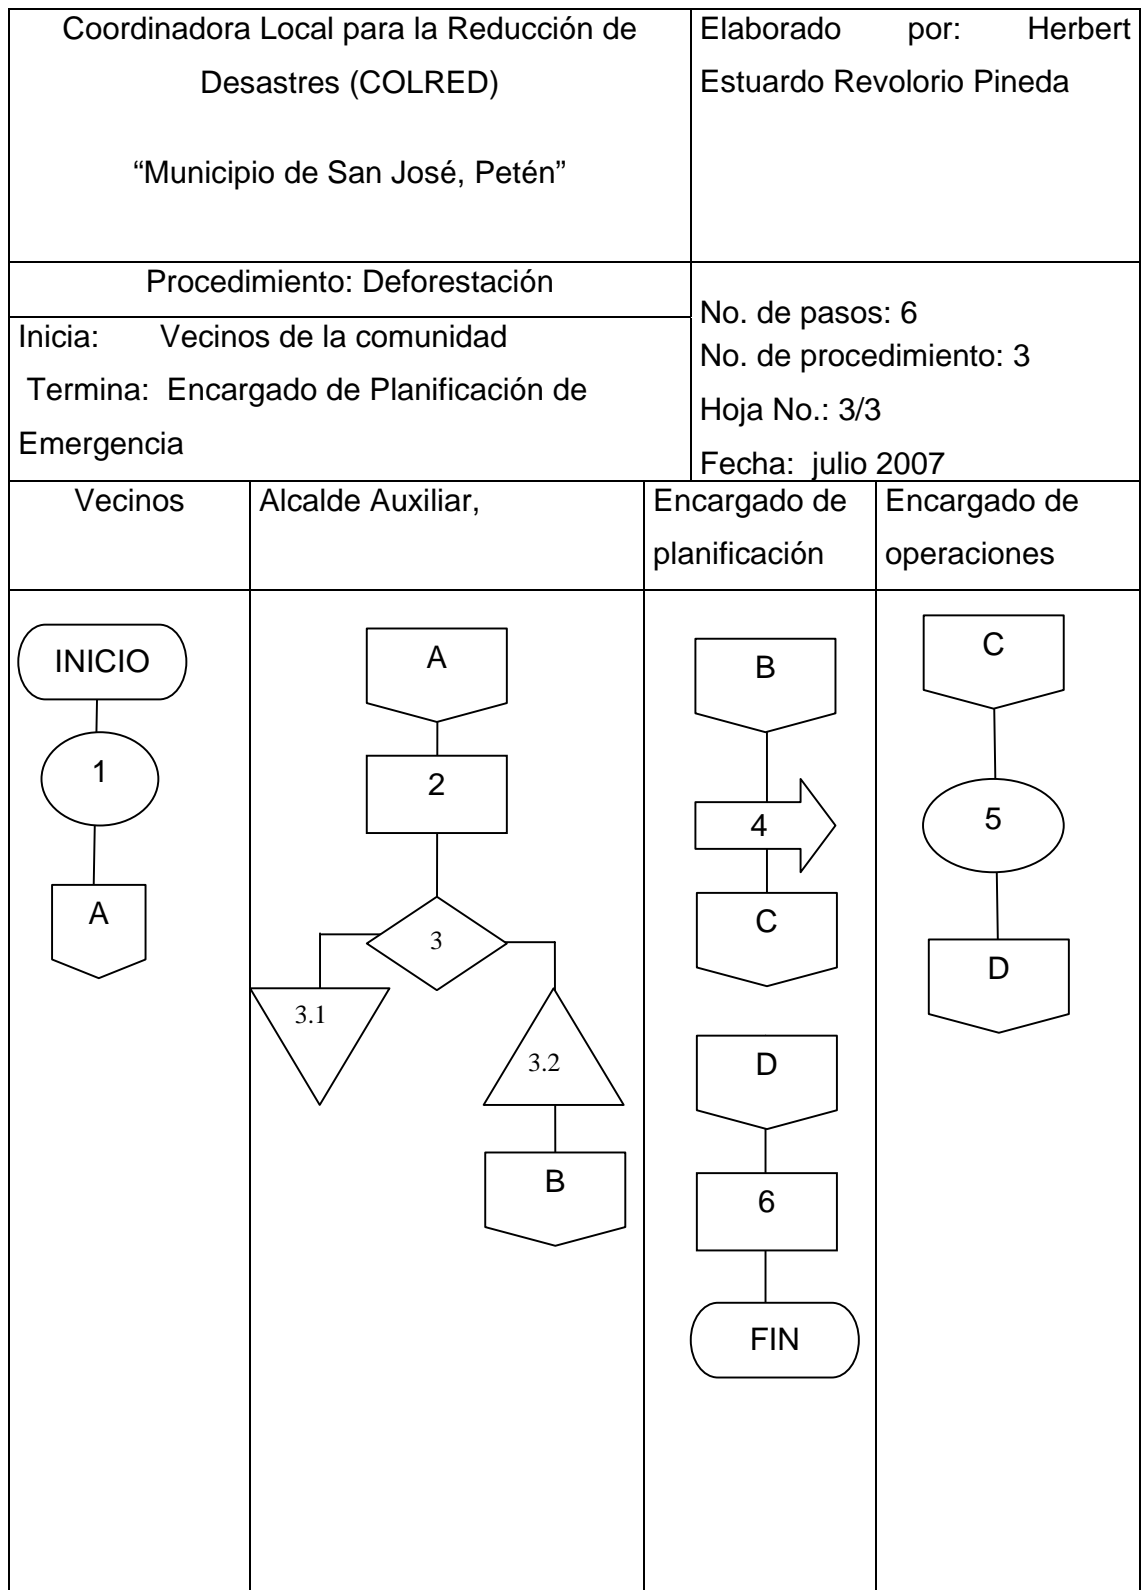 Coordinadora Local para la Reducción de
Desastres (COLRED)
“Municipio de San José, Petén”
Elaborado por: Herbert
Estuardo Revolorio Pineda
Procedimiento: Deforestación
Inicia: Vecinos de la comunidad
Termina: Encargado de Planificación de
Emergencia
No. de pasos: 6
No. de procedimiento: 3
Hoja No.: 3/3
Fecha: julio 2007
Vecinos
Alcalde Auxiliar,
Encargado de
planificación
Encargado de
operaciones
INICIO
1
A
A
2
3
3.1
3.2
B
B
4
C
D
6
FIN
C
5
D